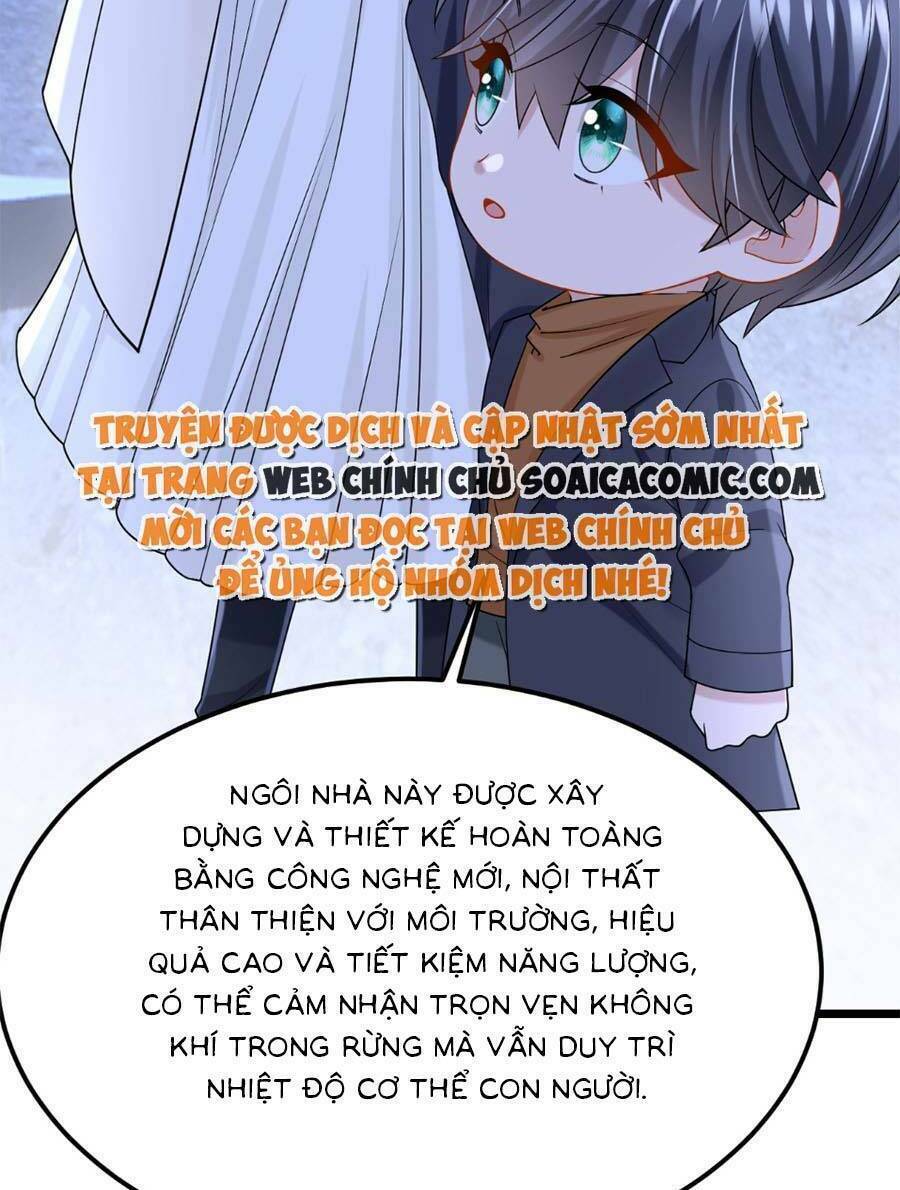 TRUYỆN ĐƯỢC DỊCH VÀ CẬP NHẬT SỚM NHẤT
TẠI TRANG WEB CHÍNH CHỦ SOAICACOMIC.COM
MỜI CÁC BẠN ĐỌC TẠI WEB CHÍNH CHỦ
ĐỂ ỦNG HỘ NHÓM DỊCH NHÉ!
NGÔI NHÀ NÀY ĐƯỢC XÂY
DỰNG VÀ THIẾT KẾ HOÀN TOÀNG
BẰNG CÔNG NGHỆ MỚI, NỘI THẤT
THÂN THIỆN VỚI MÔI TRƯỜNG, HIỆU
QUẢ CAO VÀ TIẾT KIỆM NĂNG LƯỢNG,
CÓ THỂ CẢM NHẬN TRỌN VẸN KHÔNG
KHÍ TRONG RỪNG MÀ VẪN DUY TRÌ
NHIỆT ĐỘ CƠ THỂ CON NGƯỜI.